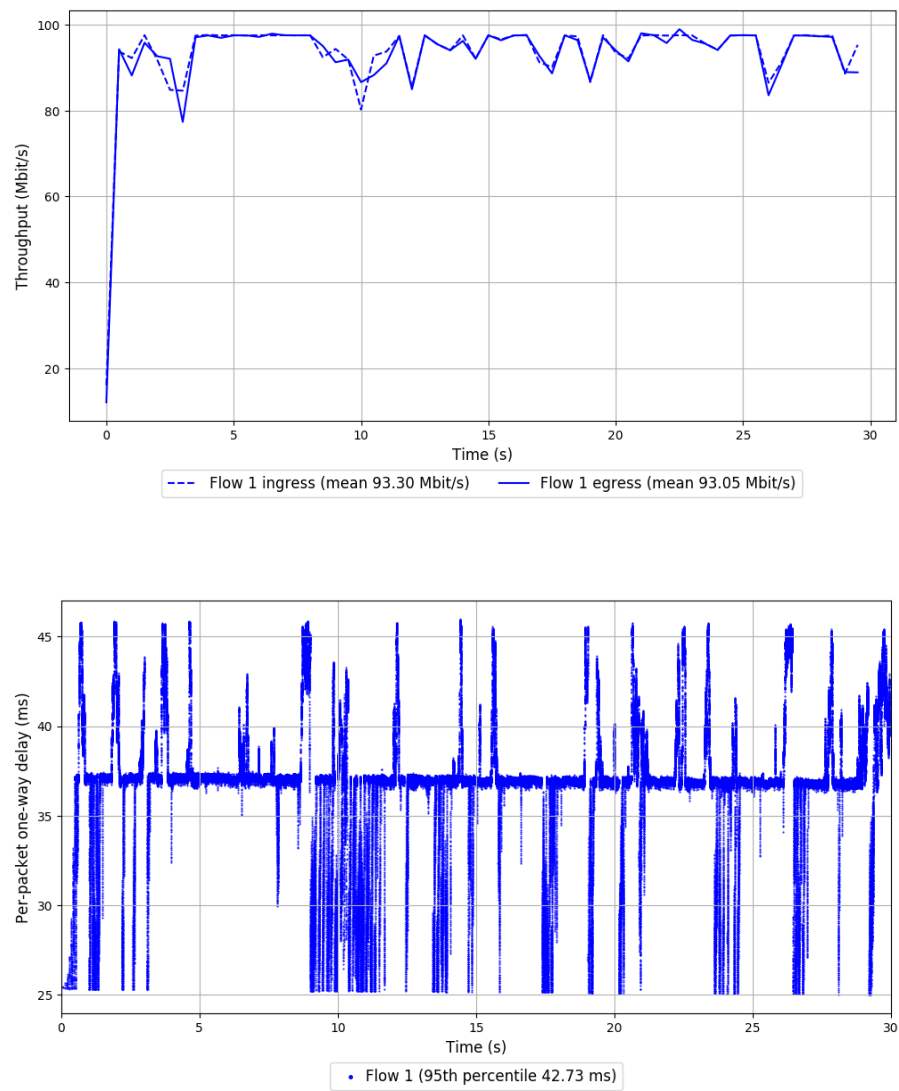 100
80
60
40
20
Throughput (Mbit/s)
0 5 10 15 20 25 30
Time (s)
Flow 1 ingress (mean 93.30 Mbit/s) Flow 1 egress (mean 93.05 Mbit/s)
45
40
35
30
25
Per-packet one-way delay (ms)
0 5 10 15 20 25 30
Time (s)
Flow 1 (95th percentile 42.73 ms)